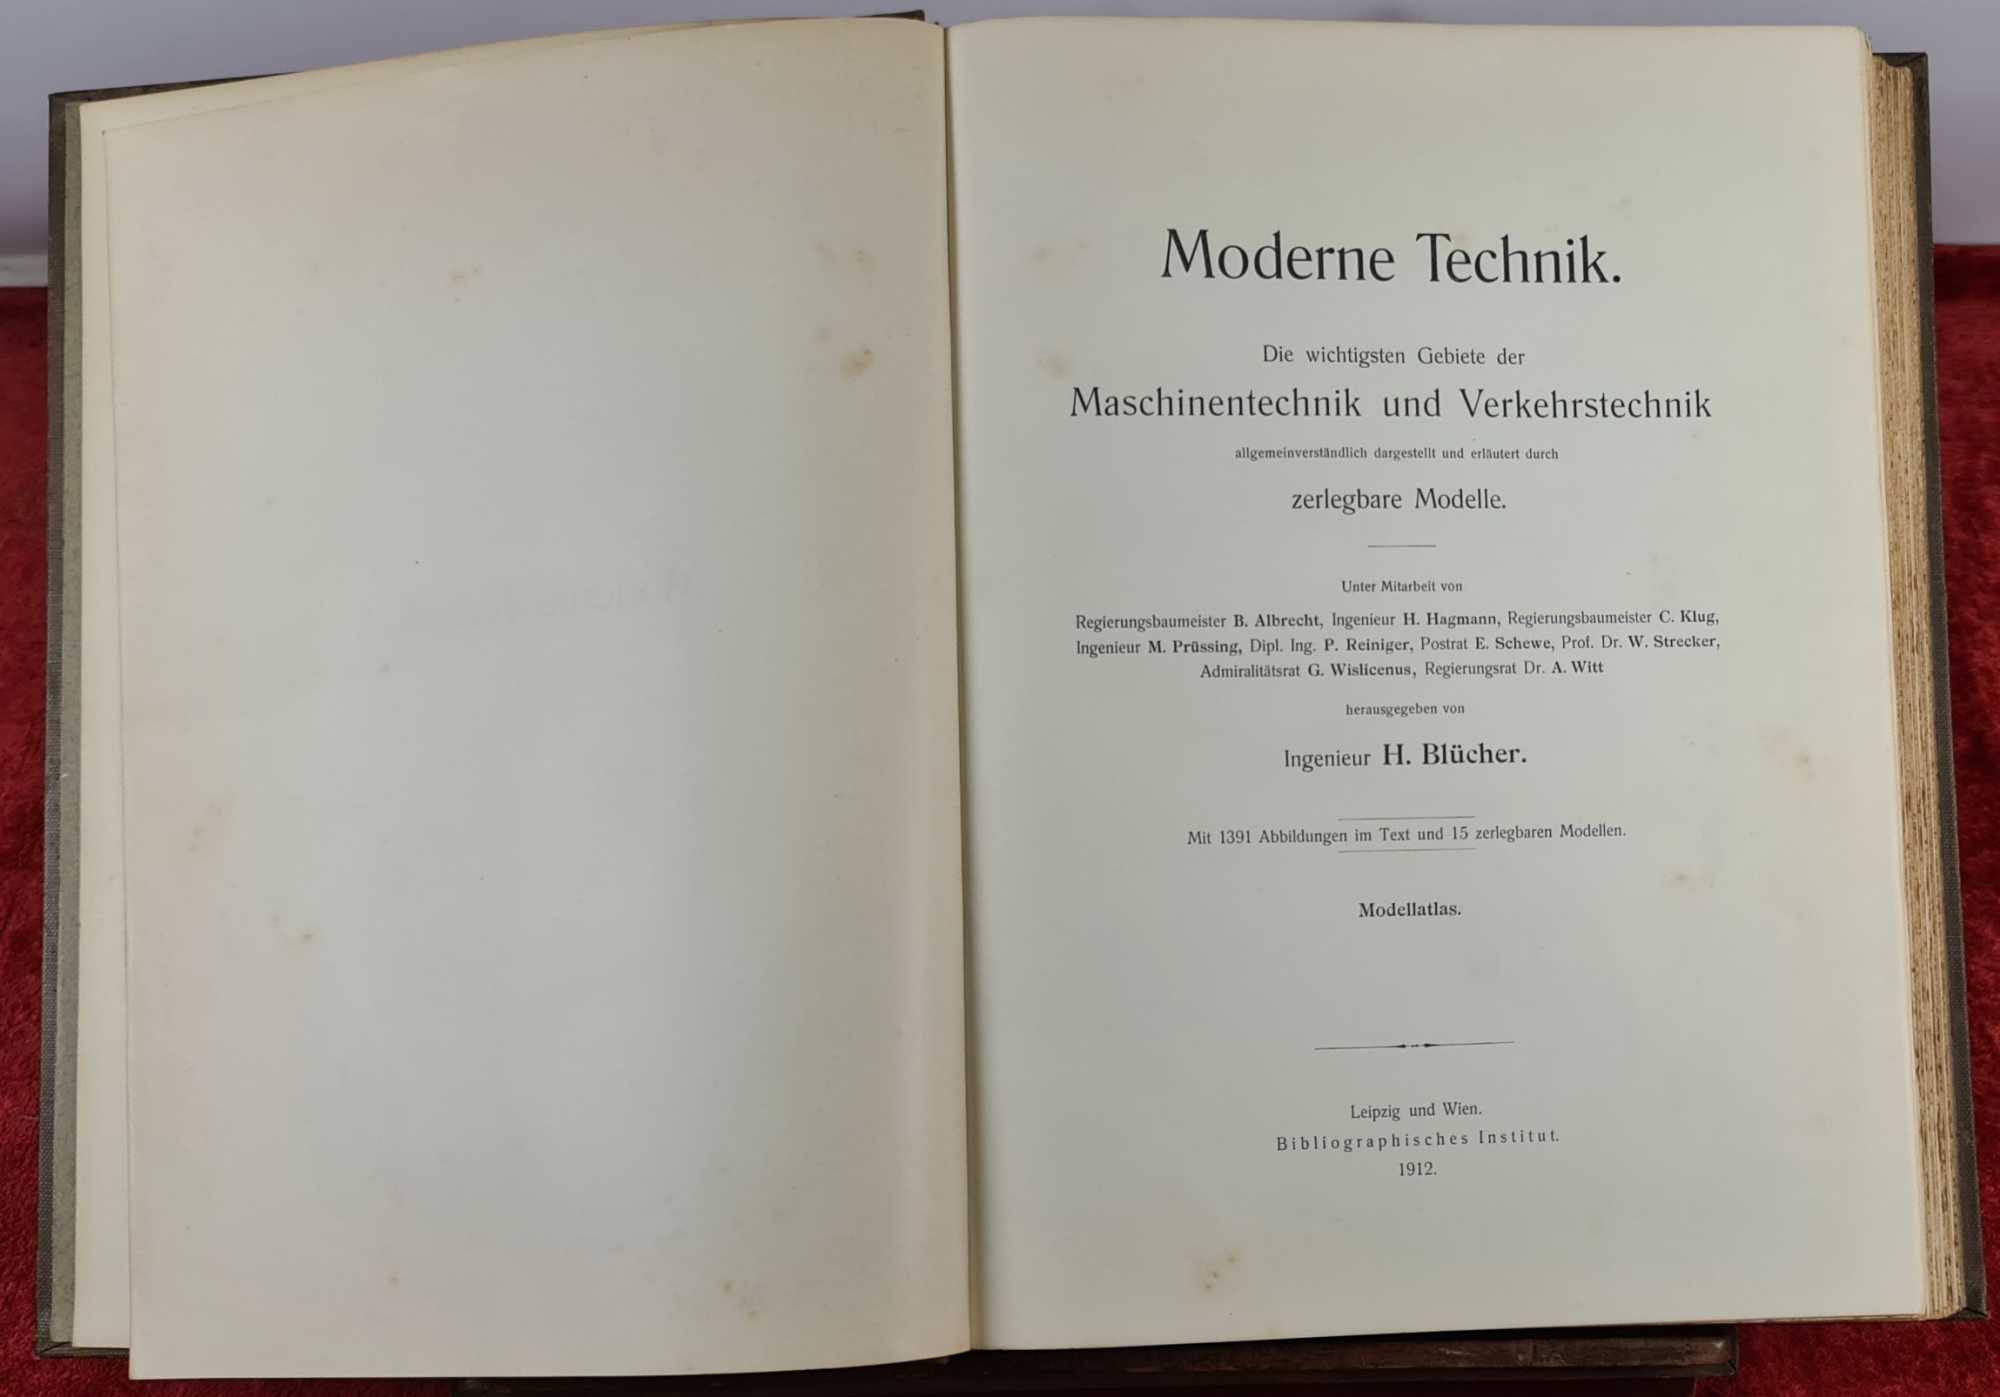 Moderne Technik.
Die wichtigsten Gebiete der
Maschinentechnik und Verkehrstechnik
allgemeinverständlich dargestellt und erläutert durch
zerlegbare Modelle.
Unter Mitarbeit von
Regierungsbaumeister B. Albrecht, Ingenieur H. Hagmann, Regierungsbaumeister C. Klug,
Ingenieur M. Prüssing, Dipl. Ing. P. Reiniger, Postrat E. Schewe, Prof. Dr. W. Strecker,
Admiralitätsrat G. Wislicenus, Regierungsrat Dr. A. Witt
herausgegeben von
Ingenieur H. Blücher.
Mit 1391 Abbildungen im Text und 15 zerlegbaren Modellen.
Modellatlas.
Leipzig und Wien.
Bibliographisches Institut.
1912.